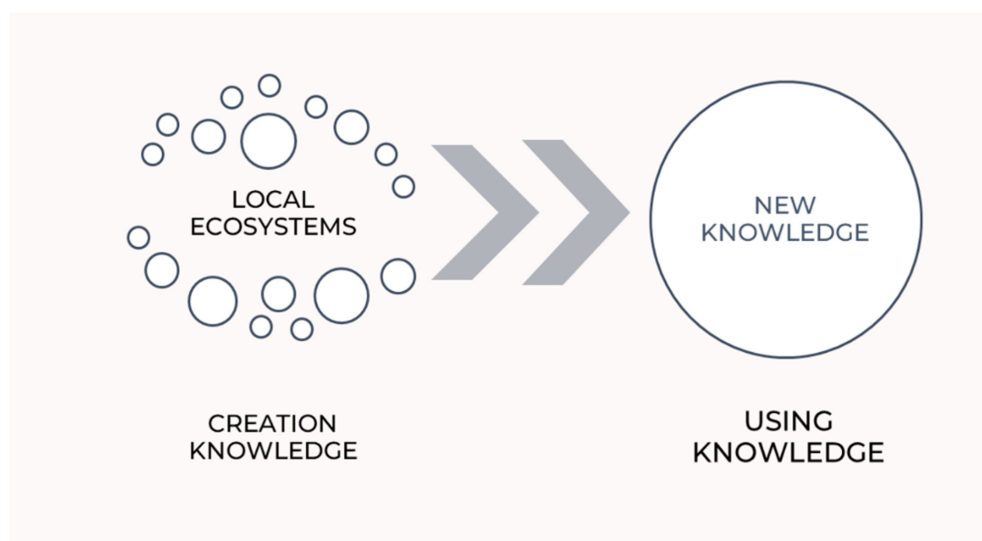 LOCAL
ECOSYSTEMS
NEW
KNOWLEDGE
CREATION
KNOWLEDGE
USING
KNOWLEDGE